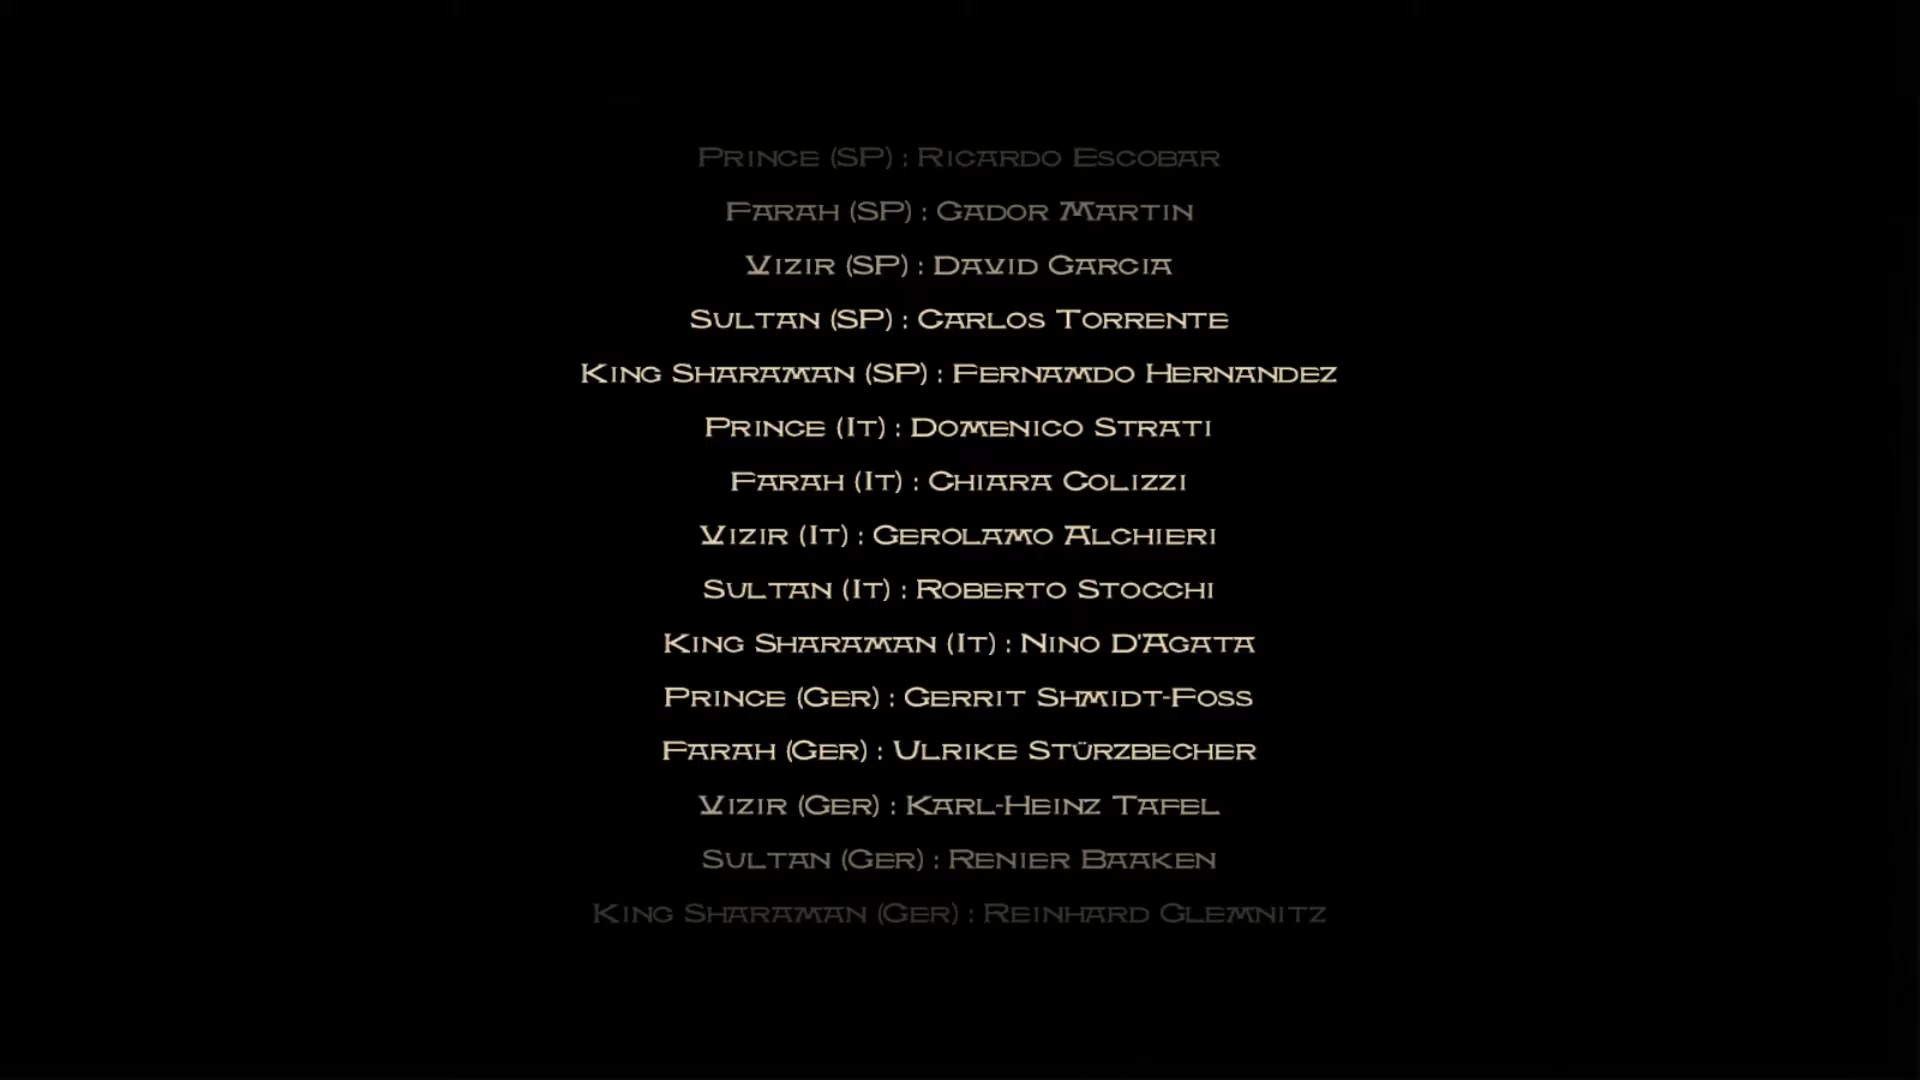 Prince (SP) : Ricardo Escobar
Farah (SP) : Gador Martin
Vizir (SP) : David Garcia
Sultan (SP) : Carlos Torrente
King Sharaman (SP) : Fernamdo Hernandez
Prince (It) : Domenico Strati
Farah (It) : Chiara Colizzi
Vizir (It) : Gerolamo Alchieri
Sultan (It) : Roberto Stocchi
King Sharaman (It) : Nino D'Agata
Prince (Ger) : Gerrit Shmidt-Foss
Farah (Ger) : Ulrike Stürzbecher
Vizir (Ger) : Karl-Heinz Tafel
Sultan (Ger) : Renier Baaken
King Sharaman (Ger) : Reinhard Glemnitz